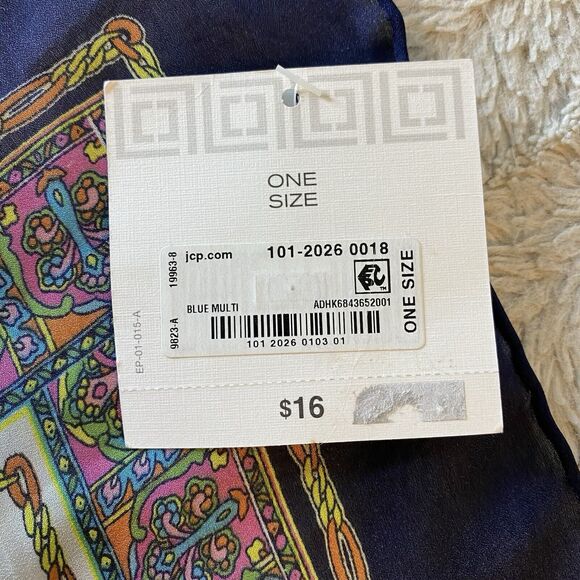 ONE
SIZE
jcp.com 101-2026 0018
BLUE MULTI ADHK6843652001
101 2026 0103 01
ONE SIZE
9823-A 19963-8
EP-01-015-A
$16